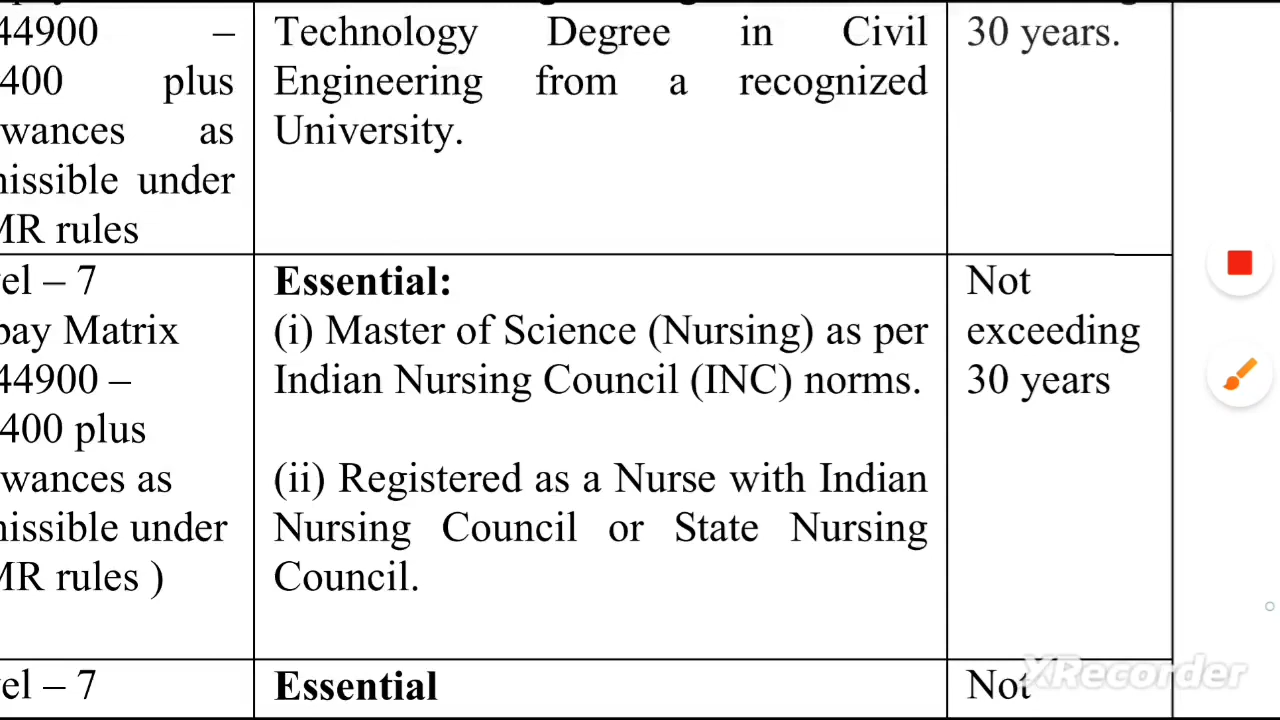 44900 – Technology Degree in Civil 30 years.
400 plus Engineering from a recognized
wances as University.
missible under
MR rules
el – 7 Essential: Not
pay Matrix (i) Master of Science (Nursing) as per exceeding
44900 – Indian Nursing Council (INC) norms. 30 years
400 plus
wances as (ii) Registered as a Nurse with Indian
missible under Nursing Council or State Nursing
MR rules ) Council.
el – 7 Essential Not
XRecorder